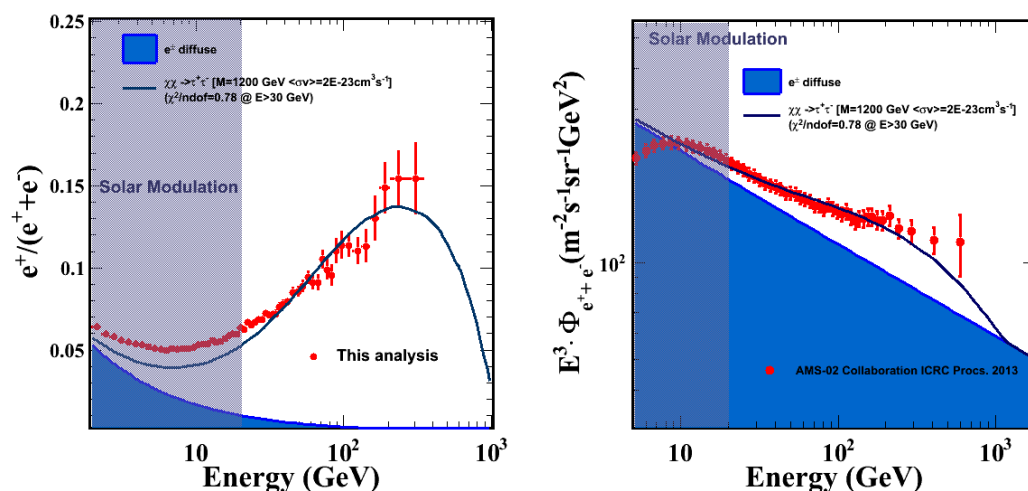 0.25
0.2
0.15
0.1
0.05
e⁺/(e⁺+e⁻)
e± diffuse
χχ ->τ⁺τ⁻ [M=1200 GeV <σv>=2E-23cm³s⁻¹]
(χ²/ndof=0.78 @ E>30 GeV)
Solar Modulation
This analysis
10
10²
10³
Energy (GeV)
E³·Φe⁺+ e⁻(m⁻²s⁻¹sr⁻¹GeV²)
10²
Solar Modulation
e± diffuse
χχ ->τ⁺τ⁻ [M=1200 GeV <σv>=2E-23cm³s⁻¹]
(χ²/ndof=0.78 @ E>30 GeV)
AMS-02 Collaboration ICRC Procs. 2013
10
10²
10³
Energy (GeV)